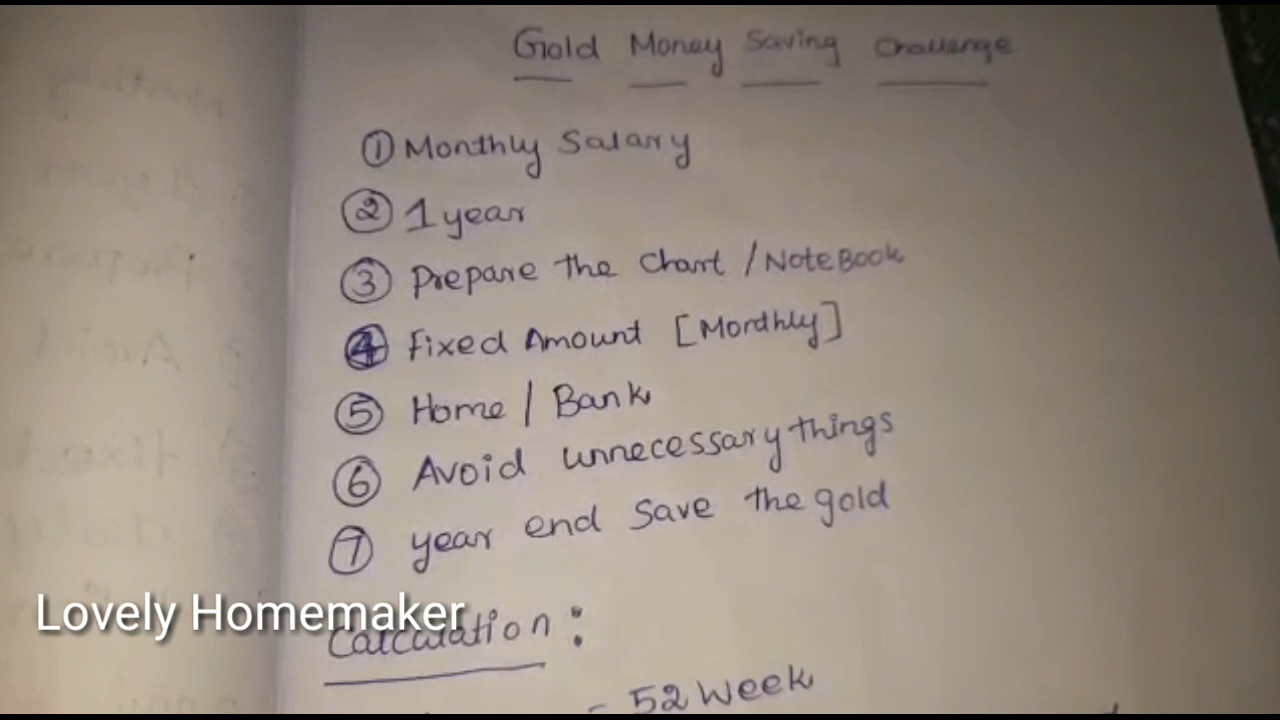 Gold Money Saving Challenge
① Monthly Salary
② 1 year
③ Prepare the Chart / NoteBook
④ Fixed Amount [Monthly]
⑤ Home / Bank
⑥ Avoid unnecessary things
⑦ year end Save the gold
Lovely Homemaker
Calculation :
- 52 Week